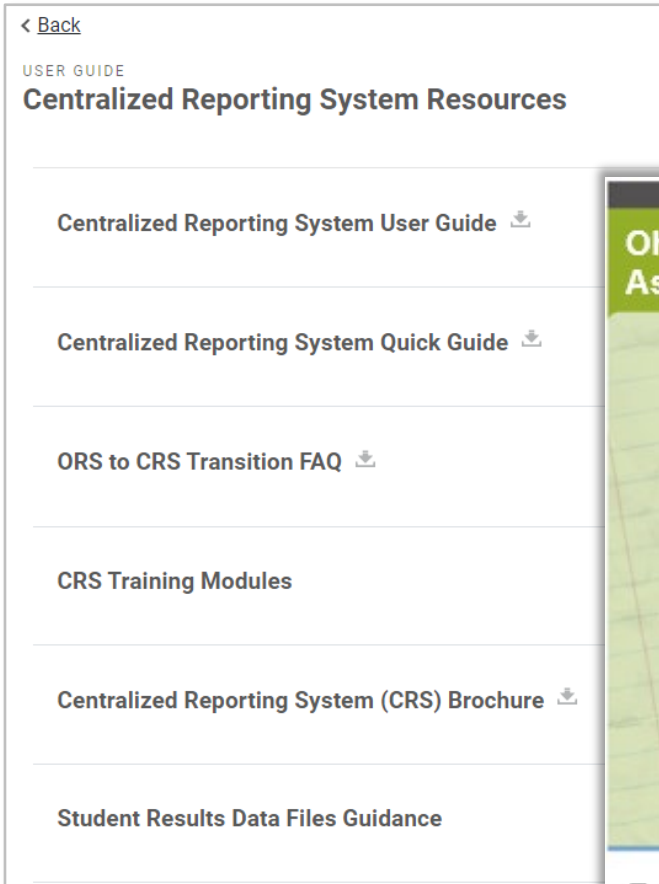 Back
USER GUIDE
Centralized Reporting System Resources
Centralized Reporting System User Guide
Centralized Reporting System Quick Guide
ORS to CRS Transition FAQ
CRS Training Modules
Centralized Reporting System (CRS) Brochure
Student Results Data Files Guidance